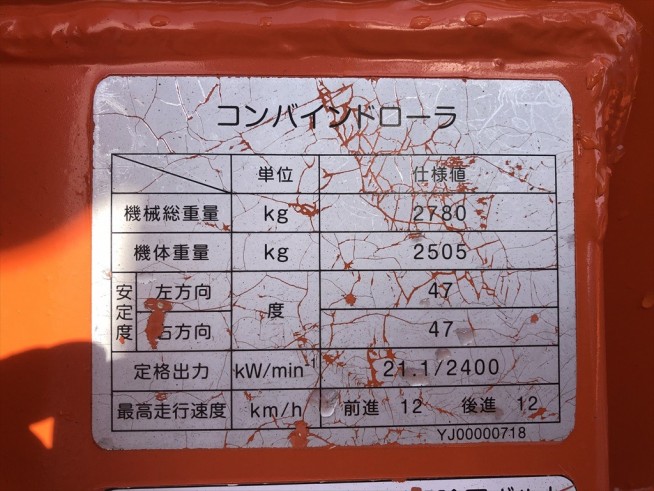 コンバインドローラ
単位 仕様値
機械総重量 kg 2780
機体重量 kg 2505
安定度 左方向 度 47
右方向 47
定格出力 kW/min⁻¹ 21.1/2400
最高走行速度 km/h 前進 12 後進 12
YJ00000718